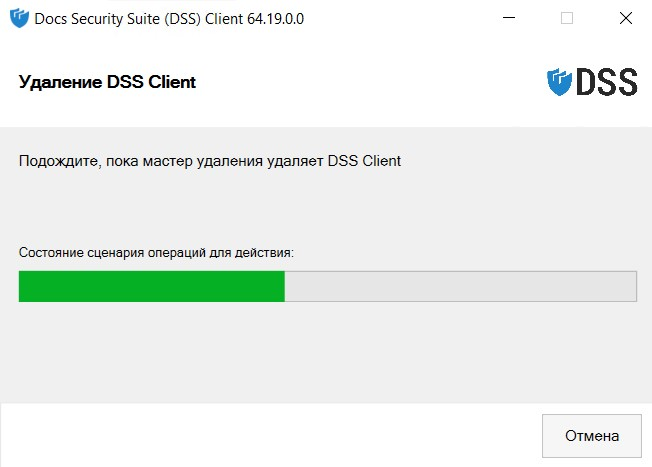 Docs Security Suite (DSS) Client 64.19.0.0
Удаление DSS Client
DSS
Подождите, пока мастер удаления удаляет DSS Client
Состояние сценария операций для действия:
Отмена